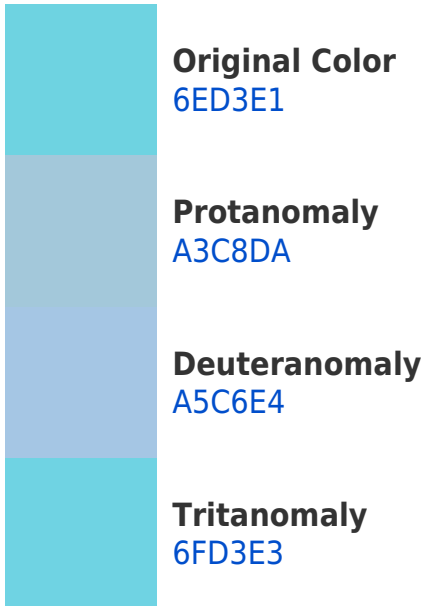 Original Color
6ED3E1
Protanomaly
A3C8DA
Deuteranomaly
A5C6E4
Tritanomaly
6FD3E3